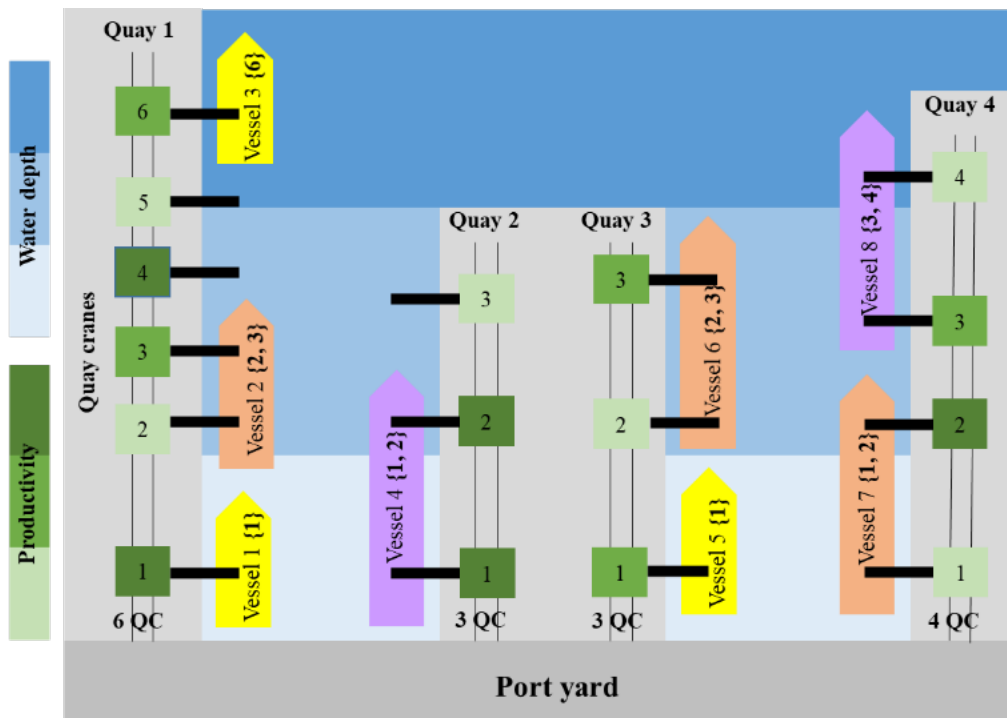 Quay 1
Water depth
Productivity
Quay cranes
6
5
4
3
2
1
6 QC
Vessel 3 {6}
Vessel 2 {2, 3}
Vessel 1 {1}
Quay 2
3
2
1
3 QC
Vessel 4 {1, 2}
Quay 3
3
2
1
3 QC
Vessel 6 {2, 3}
Vessel 5 {1}
Quay 4
4
3
2
1
4 QC
Vessel 8 {3, 4}
Vessel 7 {1, 2}
Port yard